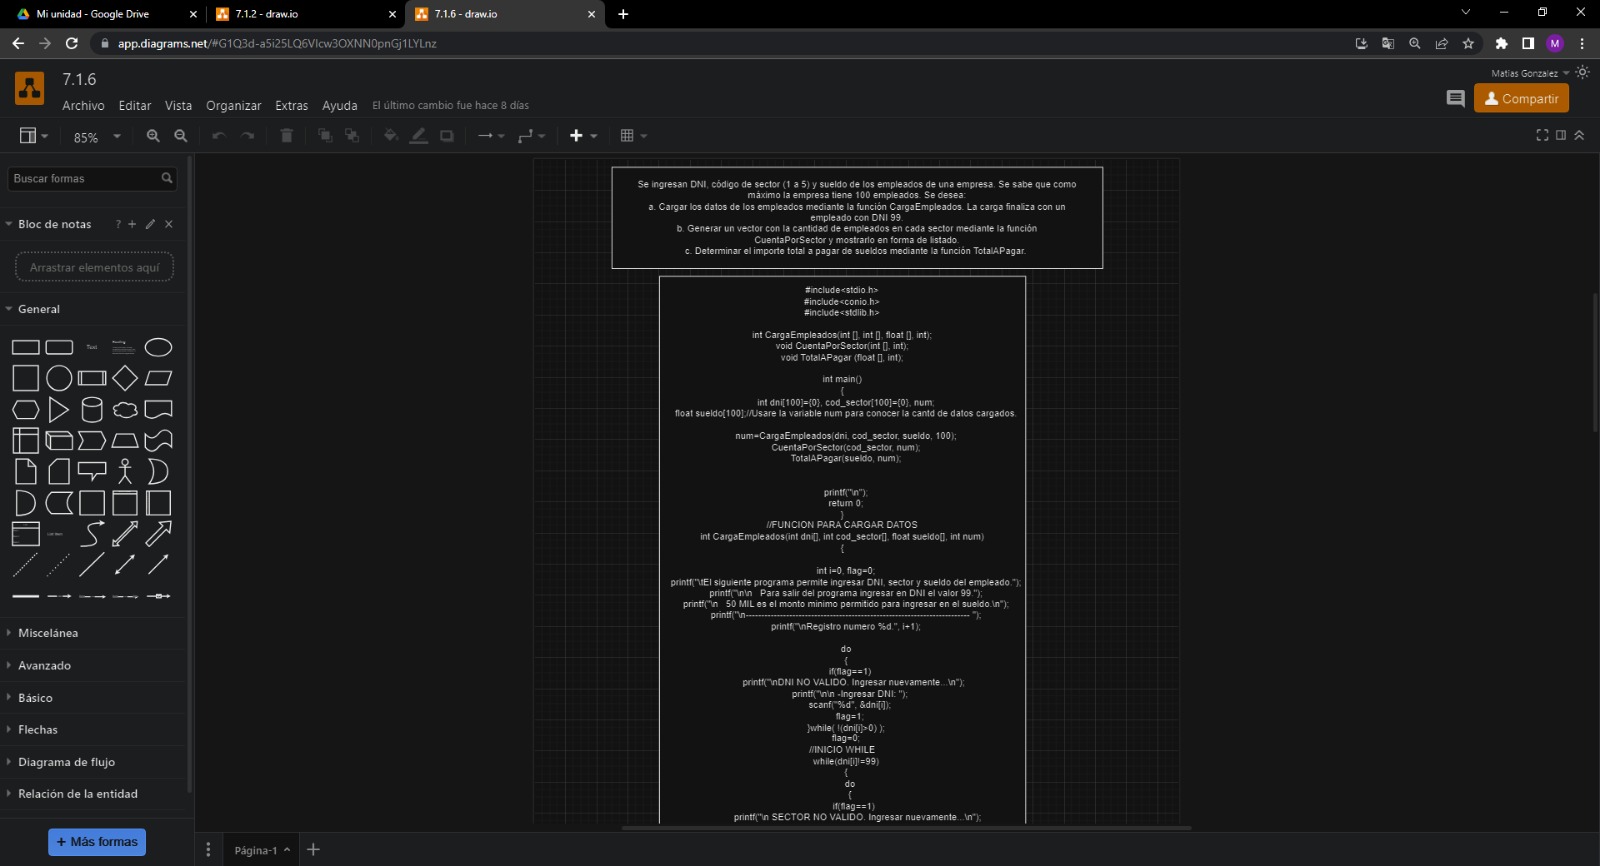 Mi unidad - Google Drive
7.1.2 - draw.io
7.1.6 - draw.io
app.diagrams.net/#G1Q3d-a5i25LQ6Vlcw3OXNN0pnGj1LYLnz
M
7.1.6
Matias Gonzalez
Archivo Editar Vista Organizar Extras Ayuda El último cambio fue hace 8 días
Compartir
85%
Buscar formas
Bloc de notas
Arrastrar elementos aquí
General
Text
Misceláнea
Avanzado
Básico
Flechas
Diagrama de flujo
Relación de la entidad
+ Más formas
Se ingresan DNI, código de sector (1 a 5) y sueldo de los empleados de una empresa. Se sabe que como
máximo la empresa tiene 100 empleados. Se desea:
a. Cargar los datos de los empleados mediante la función CargaEmpleados. La carga finaliza con un
empleado con DNI 99.
b. Generar un vector con la cantidad de empleados en cada sector mediante la función
CuentaPorSector y mostrarlo en forma de listado.
c. Determinar el importe total a pagar de sueldos mediante la función TotalAPagar.
#include<stdio.h>
#include<conio.h>
#include<stdlib.h>
int CargaEmpleados(int [], int [], float [], int);
void CuentaPorSector(int [], int);
void TotalAPagar (float [], int);
int main()
{
int dni[100]={0}, cod_sector[100]={0}, num;
float sueldo[100];//Usare la variable num para conocer la cantd de datos cargados.
num=CargaEmpleados(dni, cod_sector, sueldo, 100);
CuentaPorSector(cod_sector, num);
TotalAPagar(sueldo, num);
printf("\n");
return 0;
}
//FUNCION PARA CARGAR DATOS
int CargaEmpleados(int dni[], int cod_sector[], float sueldo[], int num)
{
int i=0, flag=0;
printf("\tEl siguiente programa permite ingresar DNI, sector y sueldo del empleado.");
printf("\n\n Para salir del programa ingresar en DNI el valor 99.");
printf("\n 50 MIL es el monto minimo permitido para ingresar en el sueldo.\n");
printf("\n------------------------------------------------------------------------ ");
printf("\nRegistro numero %d.", i+1);
do
{
if(flag==1)
printf("\nDNI NO VALIDO. Ingresar nuevamente...\n");
printf("\n\n -Ingresar DNI: ");
scanf("%d", &dni[i]);
flag=1;
}while( !(dni[i]>0) );
flag=0;
//INICIO WHILE
while(dni[i]!=99)
{
do
{
if(flag==1)
printf("\n SECTOR NO VALIDO. Ingresar nuevamente...\n");
Página-1